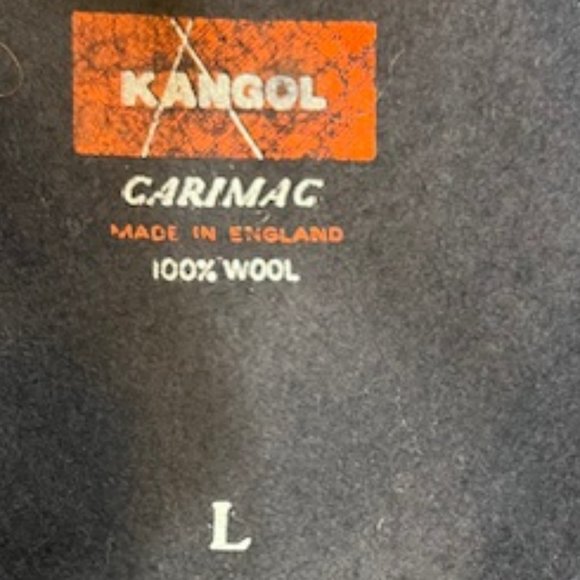 KANGOL
CARIMAC
MADE IN ENGLAND
100% WOOL
L